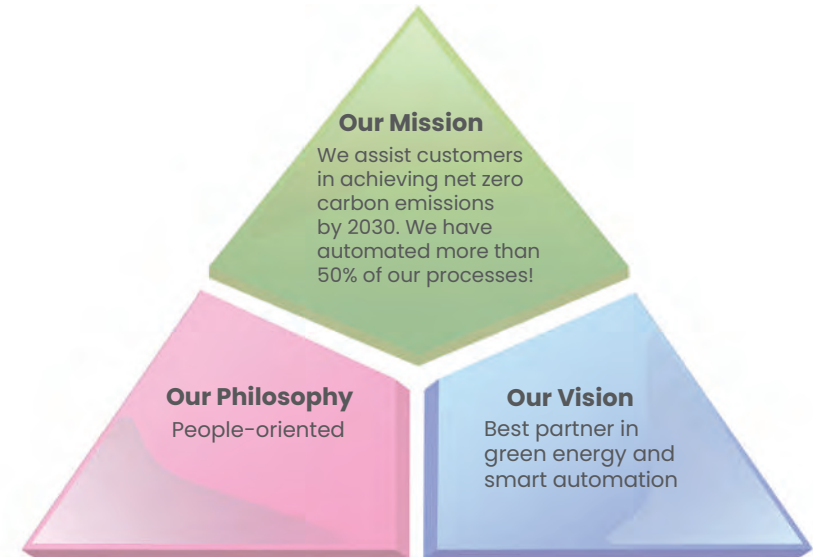 Our Mission
We assist customers
in achieving net zero
carbon emissions
by 2030. We have
automated more than
50% of our processes!
Our Philosophy
People-oriented
Our Vision
Best partner in
green energy and
smart automation